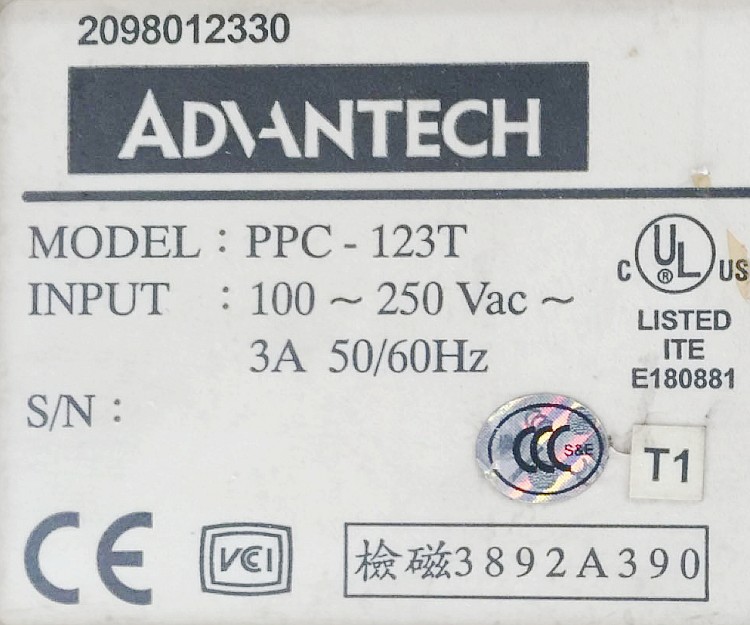 2098012330
ADVANTECH
MODEL : PPC - 123T
INPUT : 100 ~ 250 Vac ~
3A 50/60Hz
S/N :
C UL ® US
LISTED
ITE
E180881
CCC S&E
T1
CE
VCI
檢磁3892A390